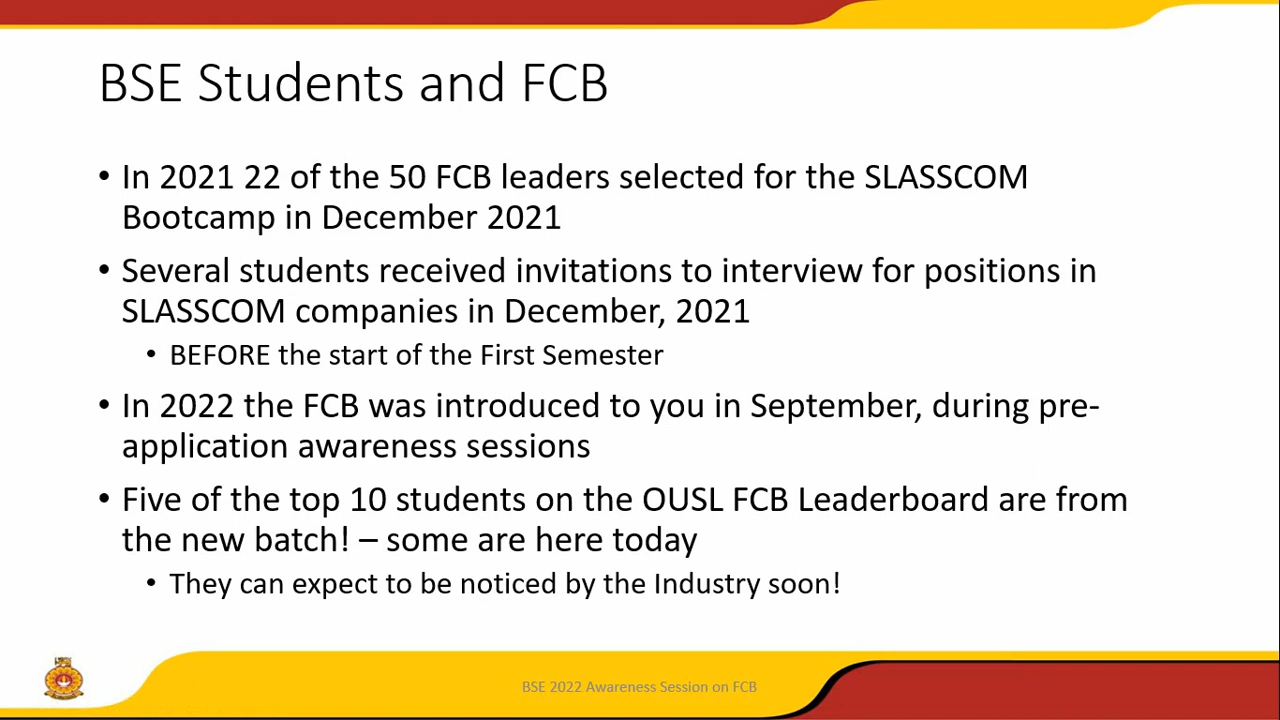 BSE Students and FCB
• In 2021 22 of the 50 FCB leaders selected for the SLASSCOM
Bootcamp in December 2021
• Several students received invitations to interview for positions in
SLASSCOM companies in December, 2021
• BEFORE the start of the First Semester
• In 2022 the FCB was introduced to you in September, during pre-
application awareness sessions
• Five of the top 10 students on the OUSL FCB Leaderboard are from
the new batch! – some are here today
• They can expect to be noticed by the Industry soon!
BSE 2022 Awareness Session on FCB